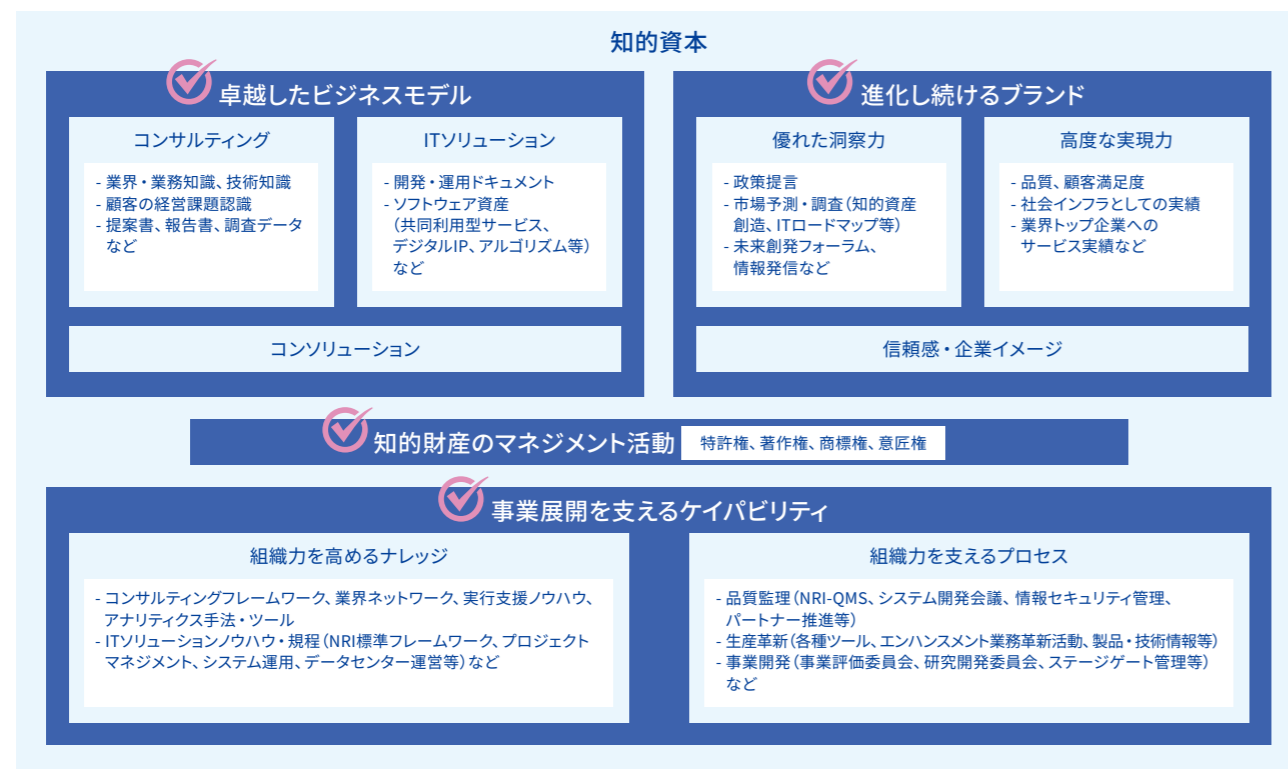 知的資本
卓越したビジネスモデル
コンサルティング
- 業界・業務知識、技術知識
- 顧客の経営課題認識
- 提案書、報告書、調査データ
など
ITソリューション
- 開発・運用ドキュメント
- ソフトウェア資産
（共同利用型サービス、
デジタルIP、アルゴリズム等）
など
コンソリューション
進化し続けるブランド
優れた洞察力
- 政策提言
- 市場予測・調査（知的資産
創造、ITロードマップ等）
- 未来創発フォーラム、
情報発信など
高度な実現力
- 品質、顧客満足度
- 社会インフラとしての実績
- 業界トップ企業への
サービス実績など
信頼感・企業イメージ
知的財産のマネジメント活動 特許権、著作権、商標権、意匠権
事業展開を支えるケイパビリティ
組織力を高めるナレッジ
- コンサルティングフレームワーク、業界ネットワーク、実行支援ノウハウ、
アナリティクス手法・ツール
- ITソリューションノウハウ・規程（NRI標準フレームワーク、プロジェクト
マネジメント、システム運用、データセンター運営等）など
組織力を支えるプロセス
- 品質監理（NRI-QMS、システム開発会議、情報セキュリティ管理、
パートナー推進等）
- 生産革新（各種ツール、エンハンスメント業務革新活動、製品・技術情報等）
- 事業開発（事業評価委員会、研究開発委員会、ステージゲート管理等）
など